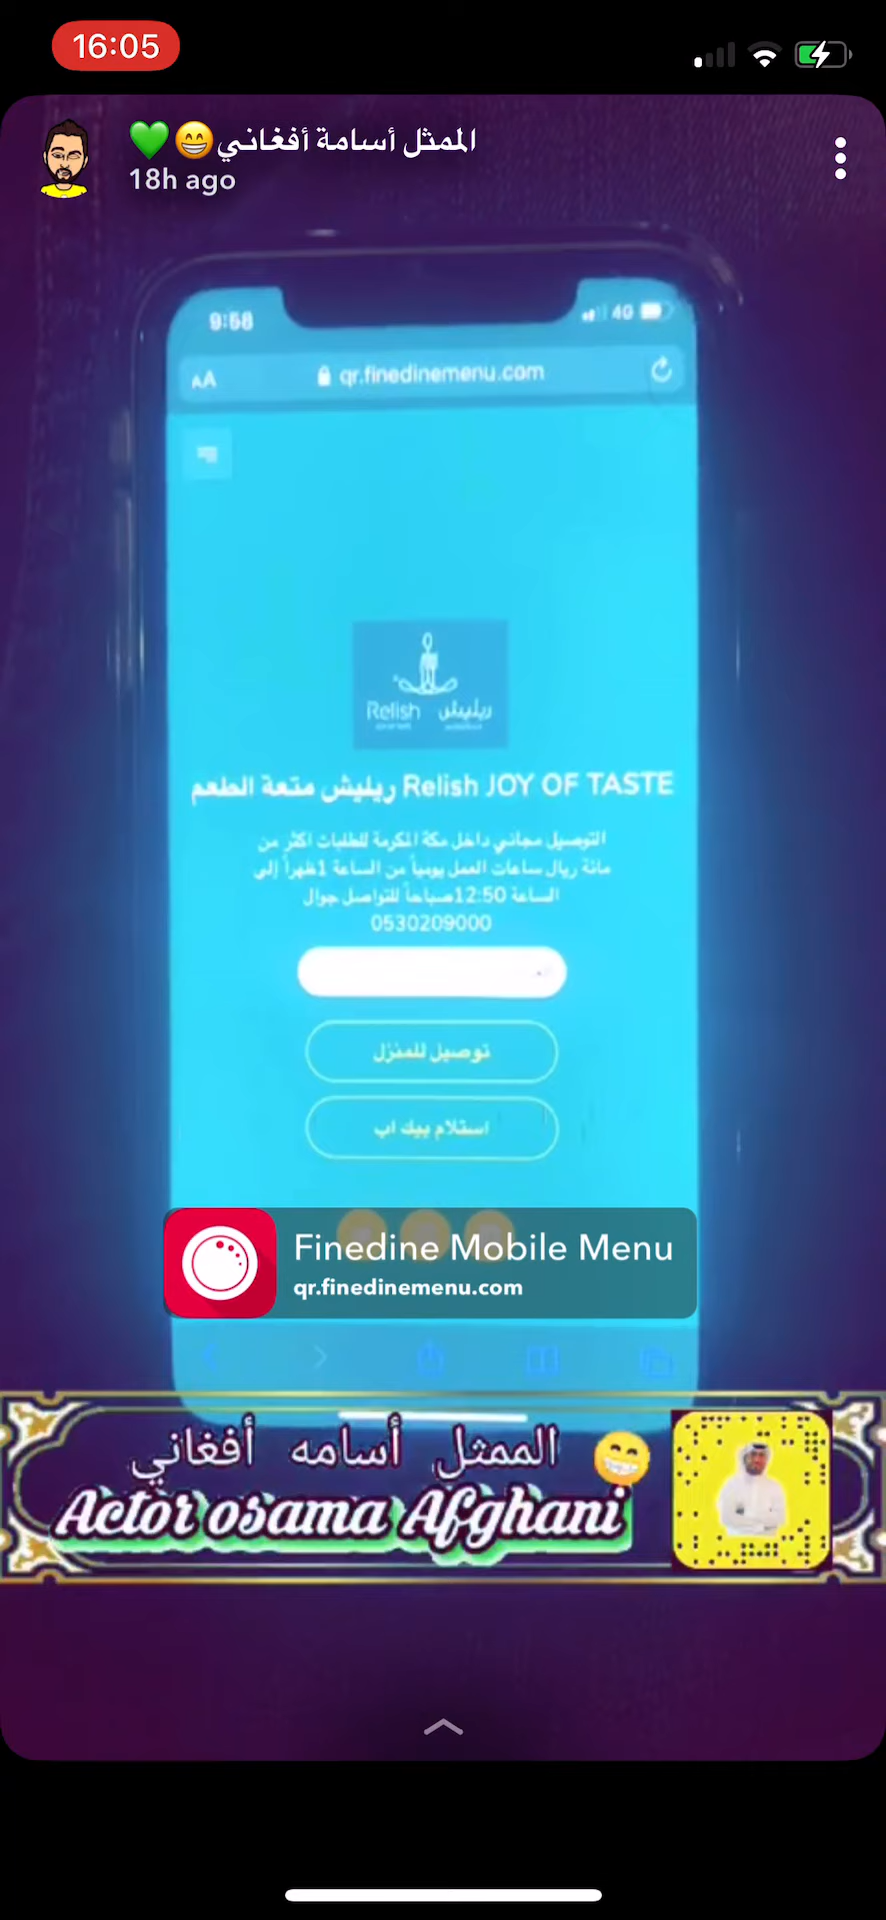 16:05
الممثل أسامة أفغاني😁💚
18h ago
9:58
4G
AA
qr.finedinemenu.com
Relish ريليش
ريليش متعة الطعم Relish JOY OF TASTE
التوصيل مجاني داخل مكة المكرمة للطلبات اكثر من
مائة ريال ساعات العمل يومياً من الساعة 1ظهراً إلى
الساعة 12:50صباحاً للتواصل جوال
0530209000
توصيل للمنزل
استلام بيك اب
Finedine Mobile Menu
qr.finedinemenu.com
الممثل أسامه أفغاني 😁
Actor osama Afghani